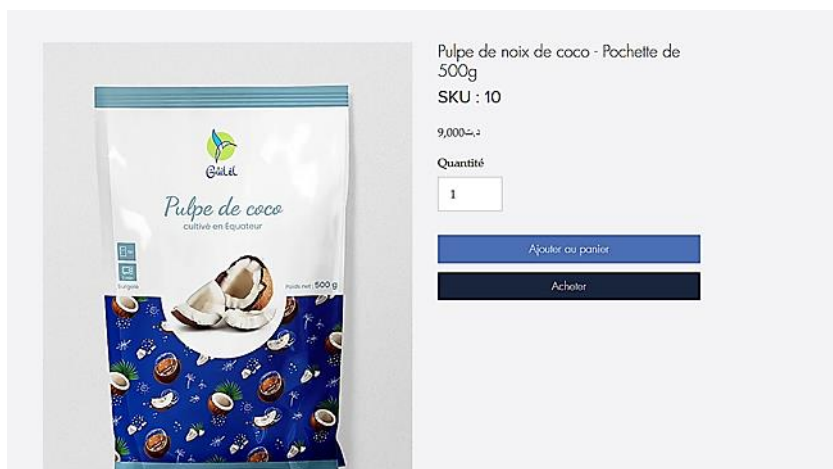 Pulpe de noix de coco - Pochette de
500g
SKU : 10
9,000د.ت
Quantité
1
Ajouter au panier
Acheter
Pulpe de coco
cultivé en Équateur
Surgelé
Poids net : 500 g